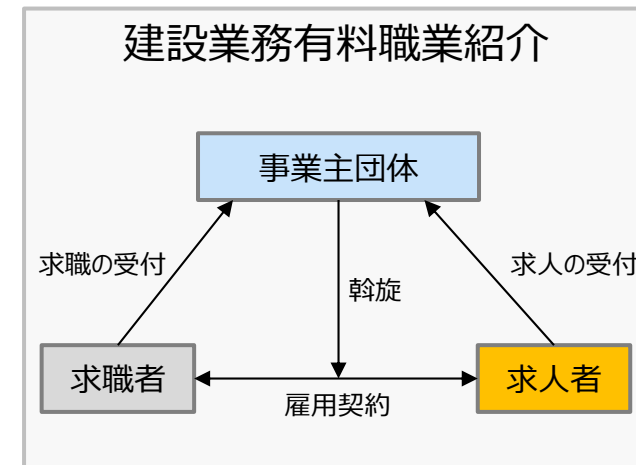 建設業務有料職業紹介
事業主団体
求職の受付
求人の受付
斡旋
求職者
求人者
雇用契約